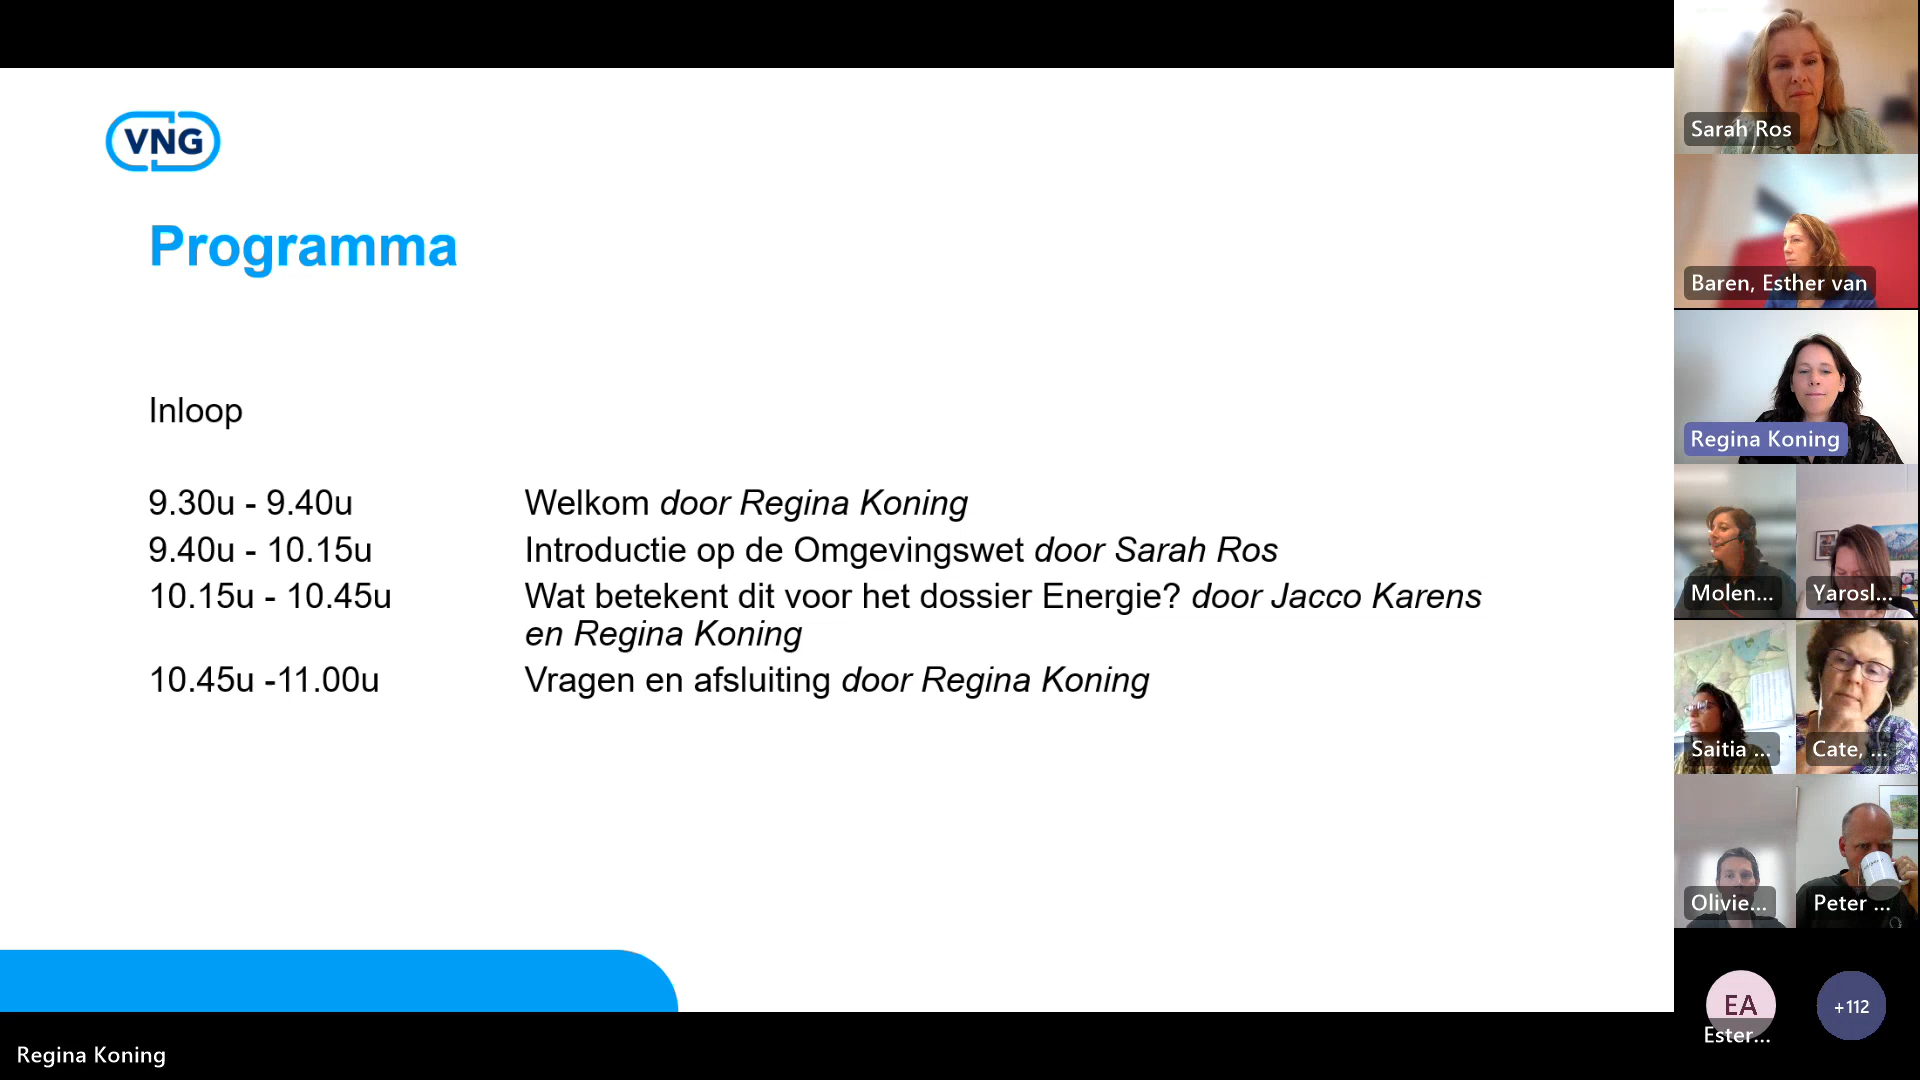 VNG
Programma
Inloop
9.30u - 9.40u Welkom door Regina Koning
9.40u - 10.15u Introductie op de Omgevingswet door Sarah Ros
10.15u - 10.45u Wat betekent dit voor het dossier Energie? door Jacco Karens
en Regina Koning
10.45u -11.00u Vragen en afsluiting door Regina Koning
Regina Koning
Sarah Ros
Baren, Esther van
Regina Koning
Molen...
Yarosl...
Saitia ...
Cate, ...
Olivie...
Peter ...
EA
Ester...
+112